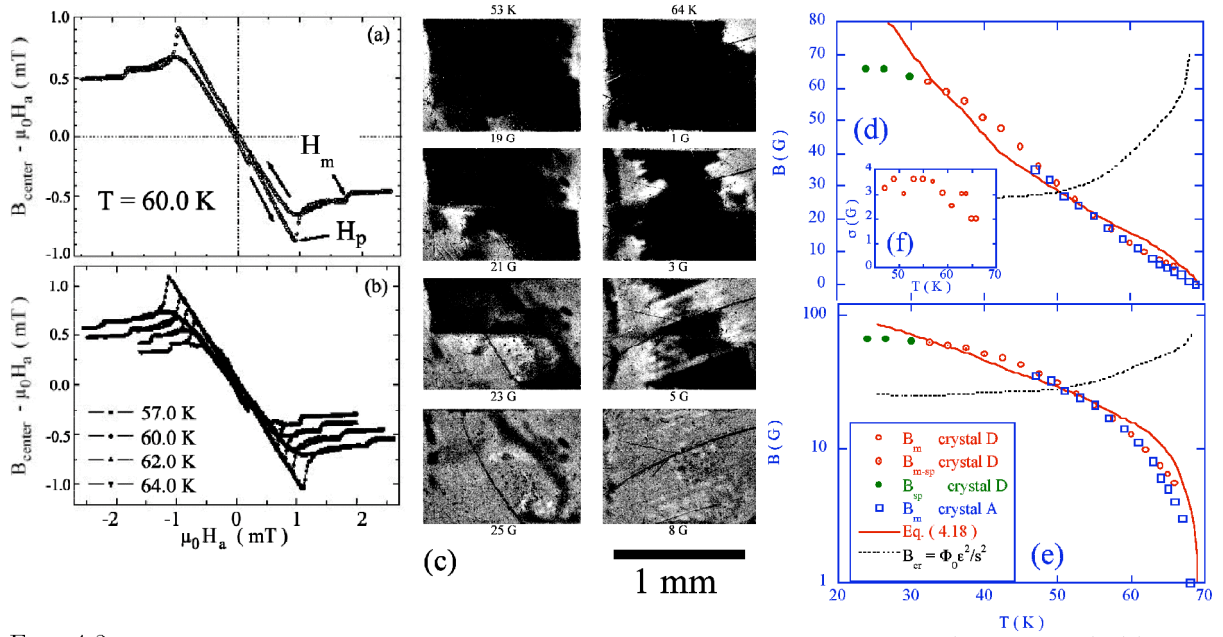 (a)
B_center - μ₀H_a ( mT )
1.0
0.5
0.0
-0.5
1.0
H_m
T = 60.0 K
H_p
(b)
B_center - μ₀H_a ( mT )
1.0
0.5
0.0
-0.5
-1.0
57.0 K
60.0 K
62.0 K
64.0 K
-2 -1 0 1 2
μ₀H_a ( mT )
53 K 64 K
19 G 1 G
21 G 3 G
23 G 5 G
25 G 8 G
(c)
1 mm
B ( G )
80
70
60
50
40
30
20
10
0
(d)
σ ( G )
4
3
2
1
0
(f)
50 60 70
T ( K )
B ( G )
100
10
1
B_m crystal D
B_m-sp crystal D
B_sp crystal D
B_m crystal A
Eq. ( 4.18 )
B_cr = Φ₀ε²/s²
(e)
20 30 40 50 60 70
T ( K )